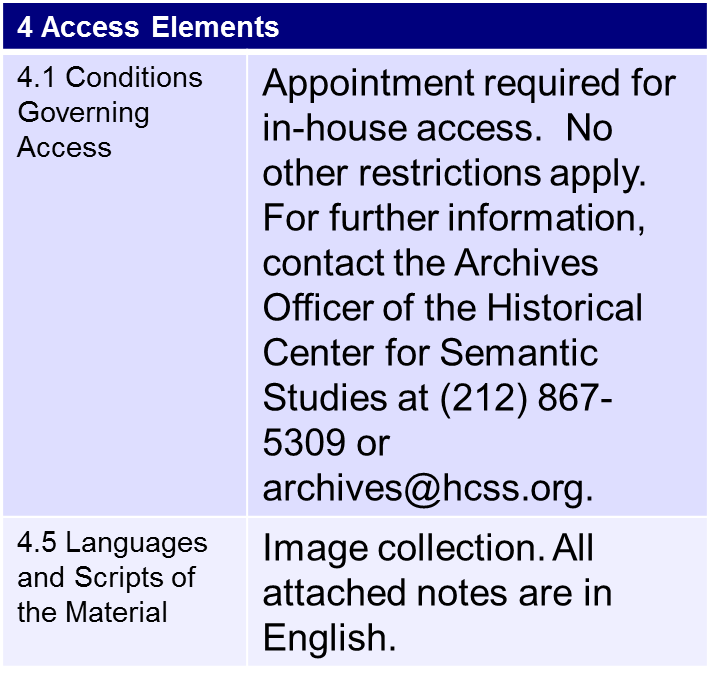 4 Access Elements
4.1 Conditions
Governing
Access
Appointment required for
in-house access.  No
other restrictions apply.
For further information,
contact the Archives
Officer of the Historical
Center for Semantic
Studies at (212) 867-
5309 or
archives@hcss.org.
4.5 Languages
and Scripts of
the Material
Image collection. All
attached notes are in
English.